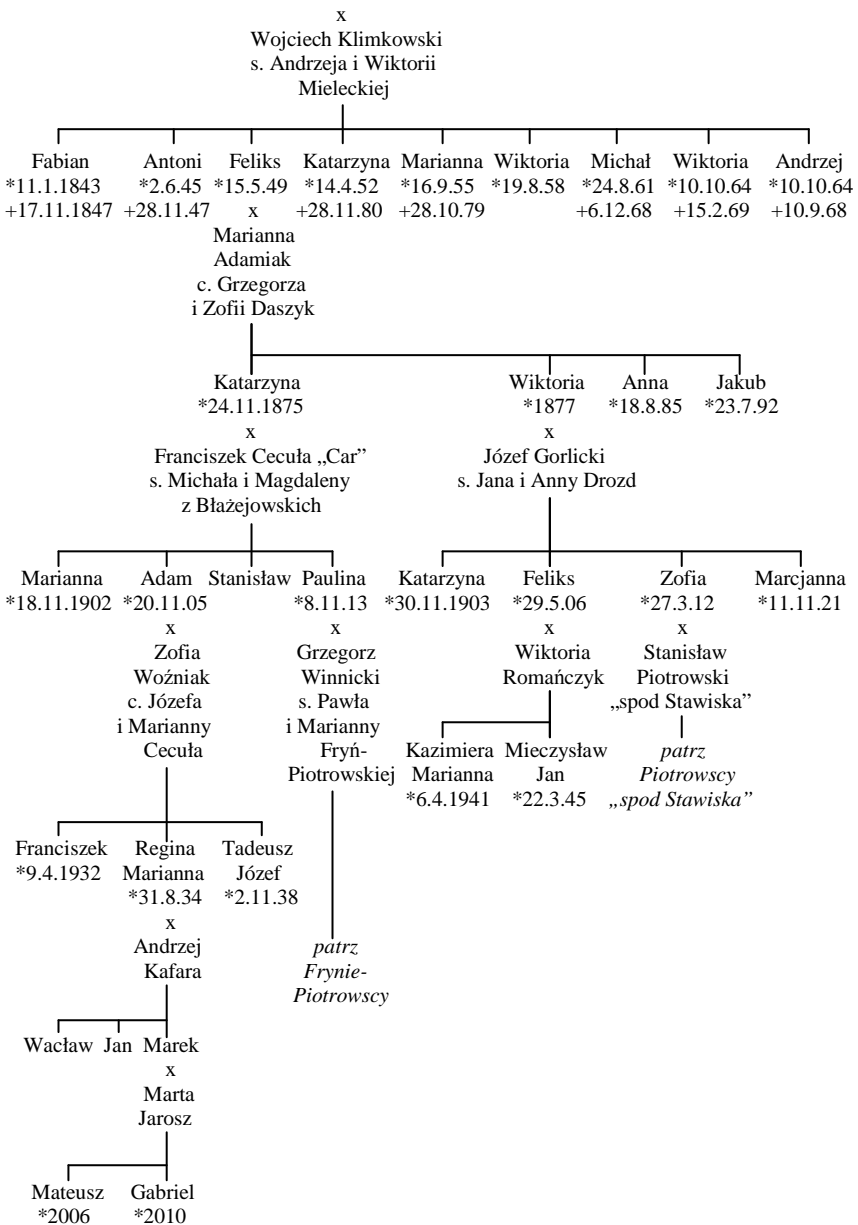 x
Wojciech Klimkowski
s. Andrzeja i Wiktorii
Mieleckiej
Fabian Antoni Feliks Katarzyna Marianna Wiktoria Michał Wiktoria Andrzej
*11.1.1843 *2.6.45 *15.5.49 *14.4.52 *16.9.55 *19.8.58 *24.8.61 *10.10.64 *10.10.64
+17.11.1847 +28.11.47 x +28.11.80 +28.10.79 +6.12.68 +15.2.69 +10.9.68
Marianna
Adamiak
c. Grzegorza
i Zofii Daszyk
Katarzyna Wiktoria Anna Jakub
*24.11.1875 *1877 *18.8.85 *23.7.92
x x
Franciszek Cecuła „Car” Józef Gorlicki
s. Michała i Magdaleny s. Jana i Anny Drozd
z Błażejowskich
Marianna Adam Stanisław Paulina Katarzyna Feliks Zofia Marcjanna
*18.11.1902 *20.11.05 *8.11.13 *30.11.1903 *29.5.06 *27.3.12 *11.11.21
x x x x
Zofia Grzegorz Wiktoria Stanisław
Woźniak Winnicki Romańczyk Piotrowski
c. Józefa s. Pawła „spod Stawiska”
i Marianny i Marianny
Cecuła Fryń- Kazimiera Mieczysław patrz
Piotrowskiej Marianna Jan Piotrowscy
*6.4.1941 *22.3.45 „spod Stawiska”
Franciszek Regina Tadeusz
*9.4.1932 Marianna Józef
*31.8.34 *2.11.38
x
Andrzej patrz
Kafara Frynie-
Piotrowscy
Wacław Jan Marek
x
Marta
Jarosz
Mateusz Gabriel
*2006 *2010